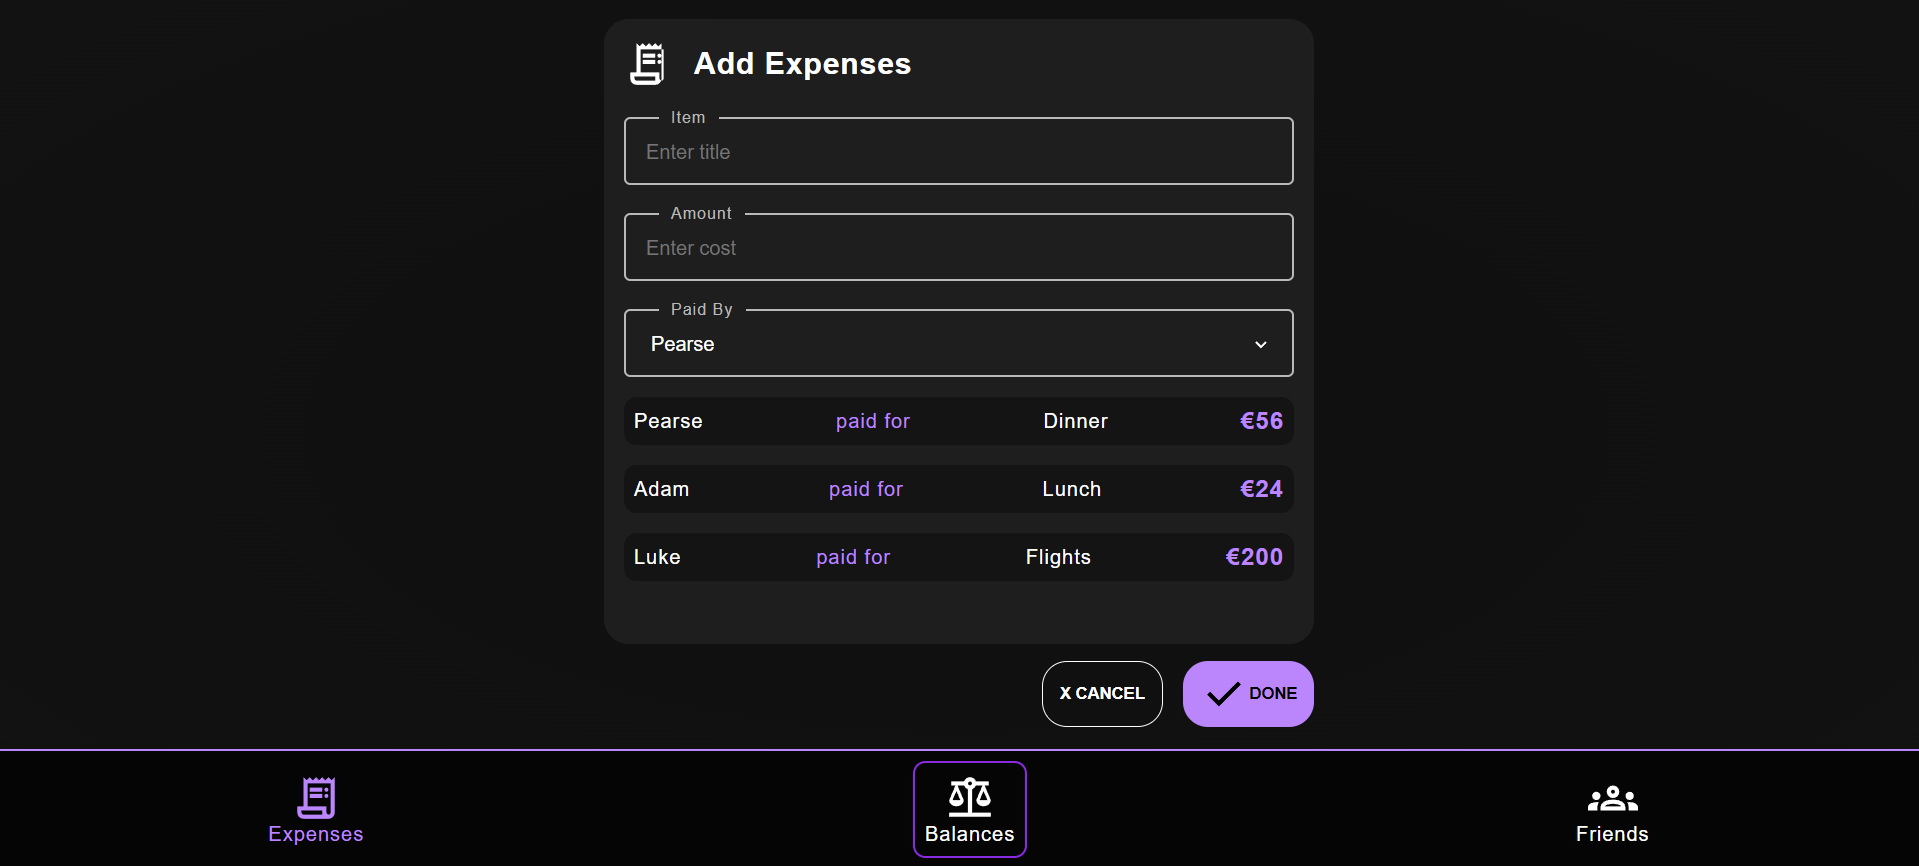 Add Expenses
Item
Enter title
Amount
Enter cost
Paid By
Pearse
Pearse paid for Dinner €56
Adam paid for Lunch €24
Luke paid for Flights €200
X CANCEL DONE
Expenses Balances Friends